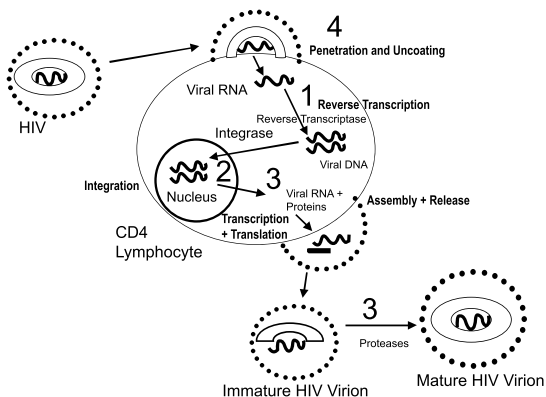 4
Penetration and Uncoating
HIV
Viral RNA
1
Reverse Transcription
Reverse Transcriptase
Integrase
Viral DNA
2
3
Integration
Nucleus
Viral RNA +
Proteins
Assembly + Release
Transcription
+ Translation
CD4
Lymphocyte
3
Proteases
Immature HIV Virion
Mature HIV Virion